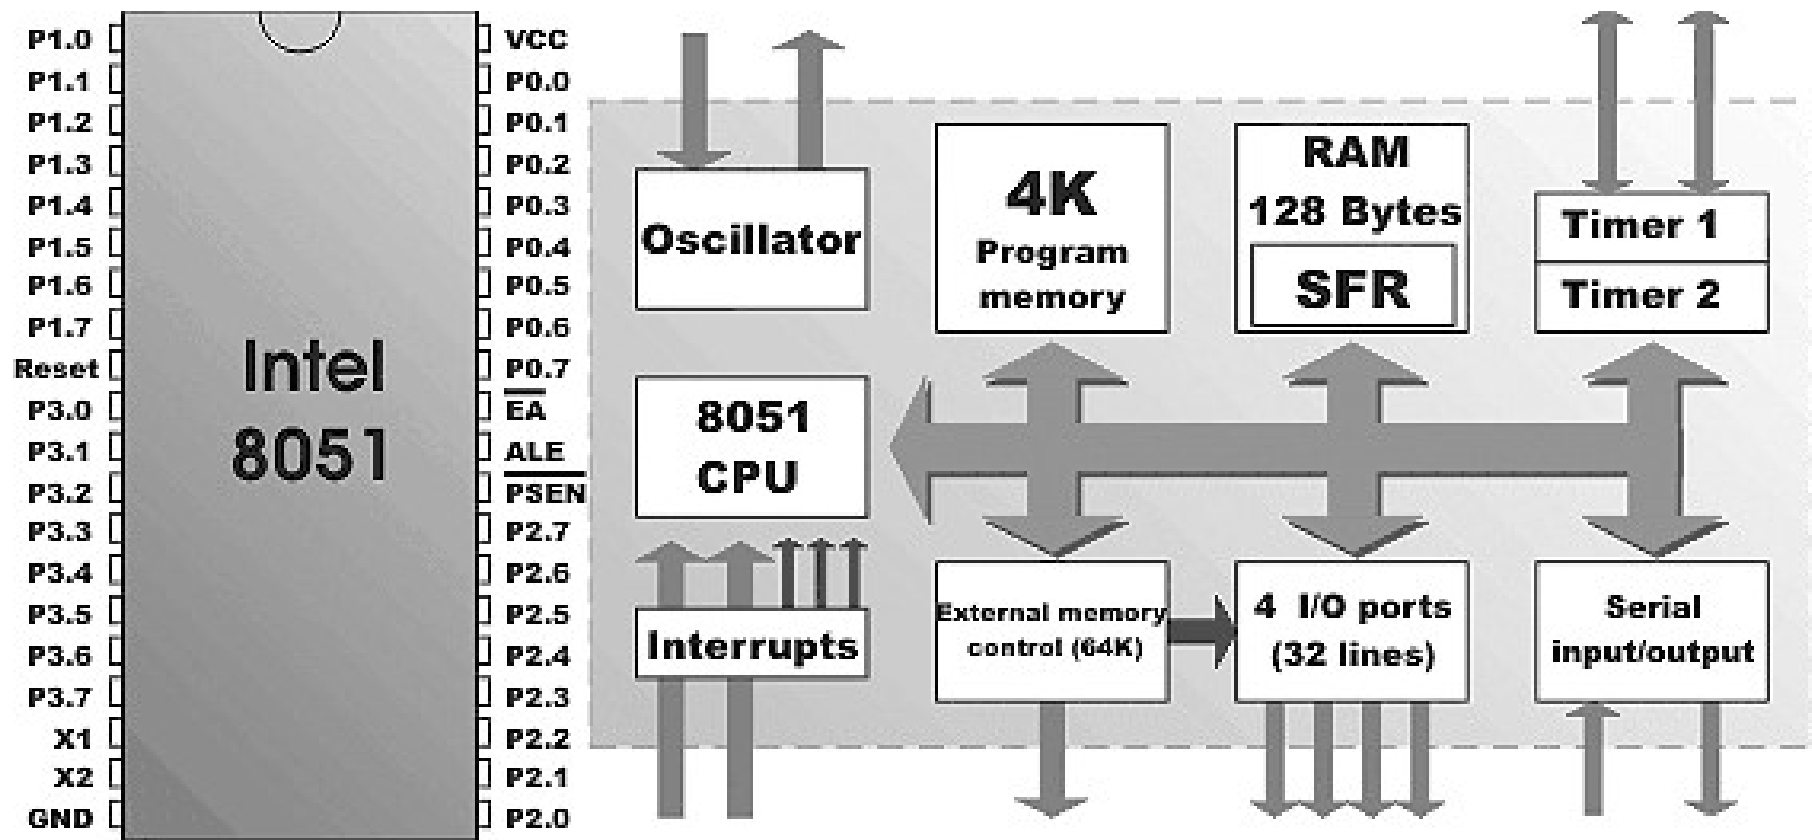 P1.0
P1.1
P1.2
P1.3
P1.4
P1.5
P1.6
P1.7
Reset
P3.0
P3.1
P3.2
P3.3
P3.4
P3.5
P3.6
P3.7
X1
X2
GND
Intel
8051
VCC
P0.0
P0.1
P0.2
P0.3
P0.4
P0.5
P0.6
P0.7
EA
ALE
PSEN
P2.7
P2.6
P2.5
P2.4
P2.3
P2.2
P2.1
P2.0
Oscillator
4K
Program
memory
RAM
128 Bytes
SFR
Timer 1
Timer 2
8051
CPU
Interrupts
External memory
control (64K)
4 I/O ports
(32 lines)
Serial
input/output